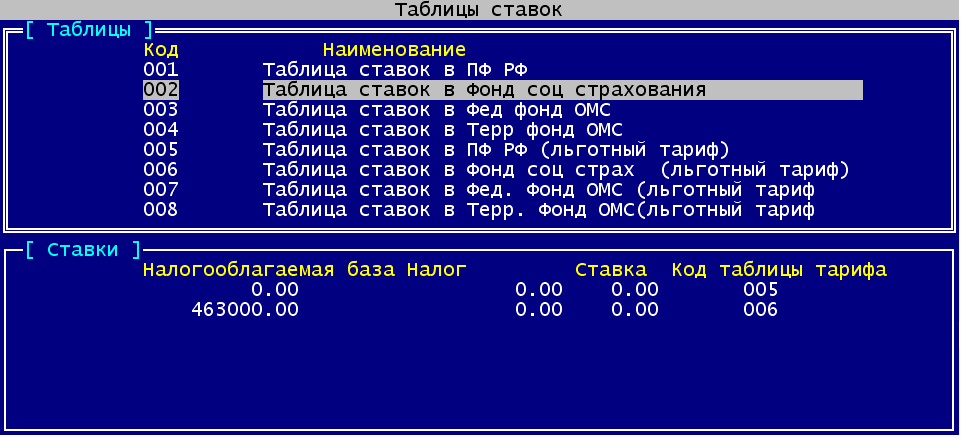 Таблицы ставок
[ Таблицы ]
Код Наименование
001 Таблица ставок в ПФ РФ
002 Таблица ставок в Фонд соц страхования
003 Таблица ставок в Фед фонд ОМС
004 Таблица ставок в Терр фонд ОМС
005 Таблица ставок в ПФ РФ (льготный тариф)
006 Таблица ставок в Фонд соц страх (льготный тариф)
007 Таблица ставок в Фед. Фонд ОМС (льготный тариф
008 Таблица ставок в Терр. Фонд ОМС(льготный тариф
[ Ставки ]
Налогооблагаемая база Налог Ставка Код таблицы тарифа
0.00 0.00 0.00 005
463000.00 0.00 0.00 006